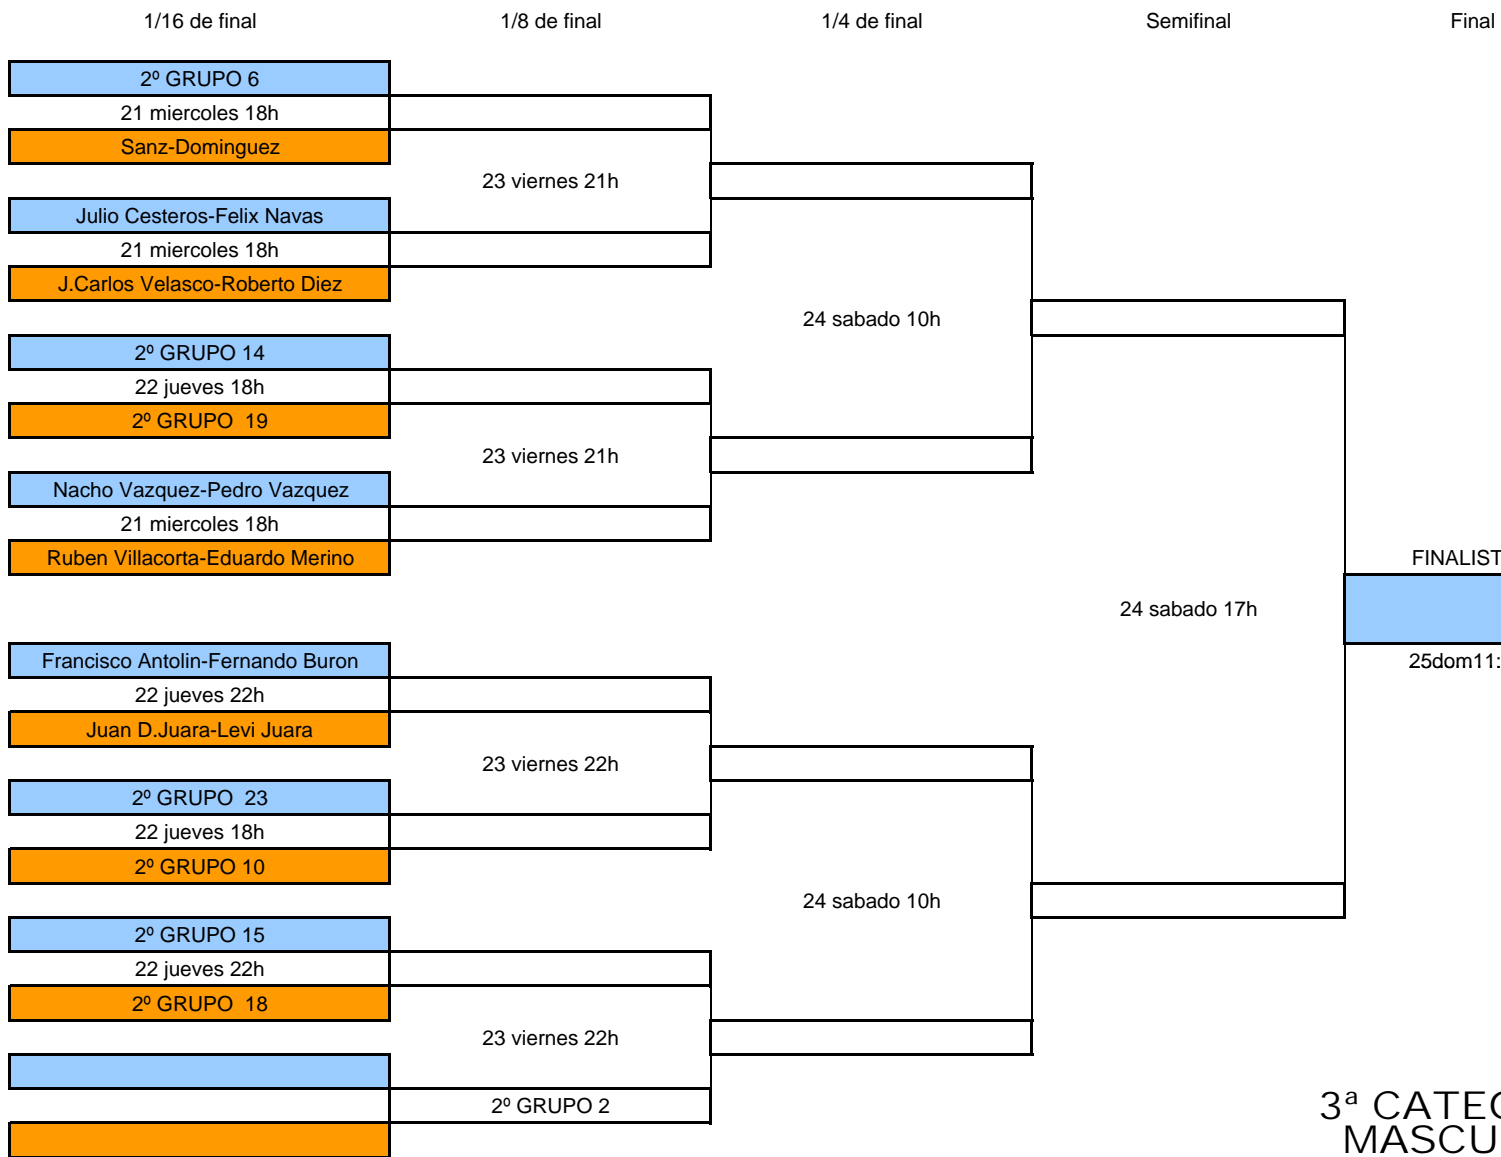 1/16 de final
1/8 de final
1/4 de final
Semifinal
Final
2º GRUPO 6
21 miercoles 18h
Sanz-Dominguez
23 viernes 21h
Julio Cesteros-Felix Navas
21 miercoles 18h
J.Carlos Velasco-Roberto Diez
24 sabado 10h
2º GRUPO 14
22 jueves 18h
2º GRUPO  19
23 viernes 21h
Nacho Vazquez-Pedro Vazquez
21 miercoles 18h
Ruben Villacorta-Eduardo Merino
FINALIST
24 sabado 17h
Francisco Antolin-Fernando Buron
25dom11:
22 jueves 22h
Juan D.Juara-Levi Juara
23 viernes 22h
2º GRUPO  23
22 jueves 18h
2º GRUPO 10
24 sabado 10h
2º GRUPO 15
22 jueves 22h
2º GRUPO  18
23 viernes 22h
2º GRUPO 2
3ª CATEG
MASCU